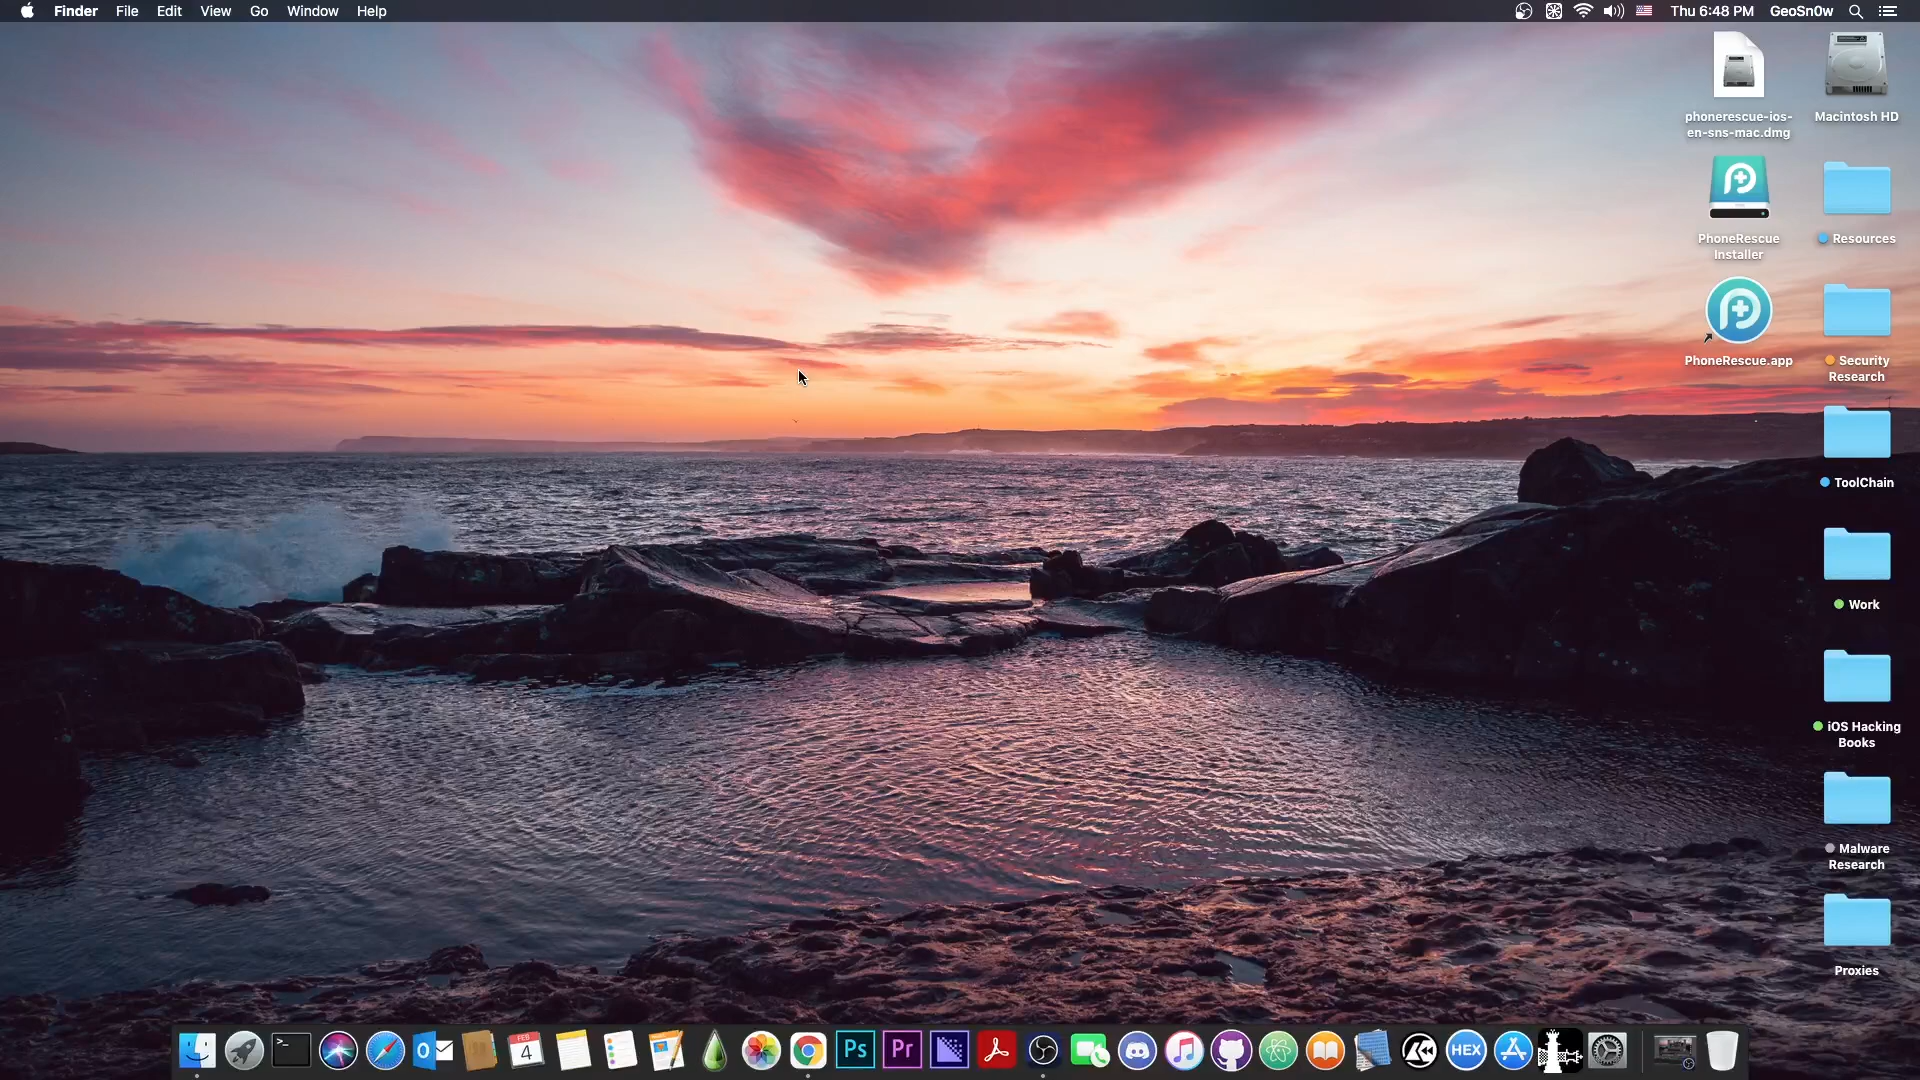 Finder File Edit View Go Window Help
Thu 6:48 PM GeoSn0w
phonerescue-ios-
en-sns-mac.dmg
Macintosh HD
PhoneRescue
Installer
Resources
PhoneRescue.app
Security
Research
ToolChain
Work
iOS Hacking
Books
Malware
Research
Proxies
FEB
4
Ps
Pr
HEX